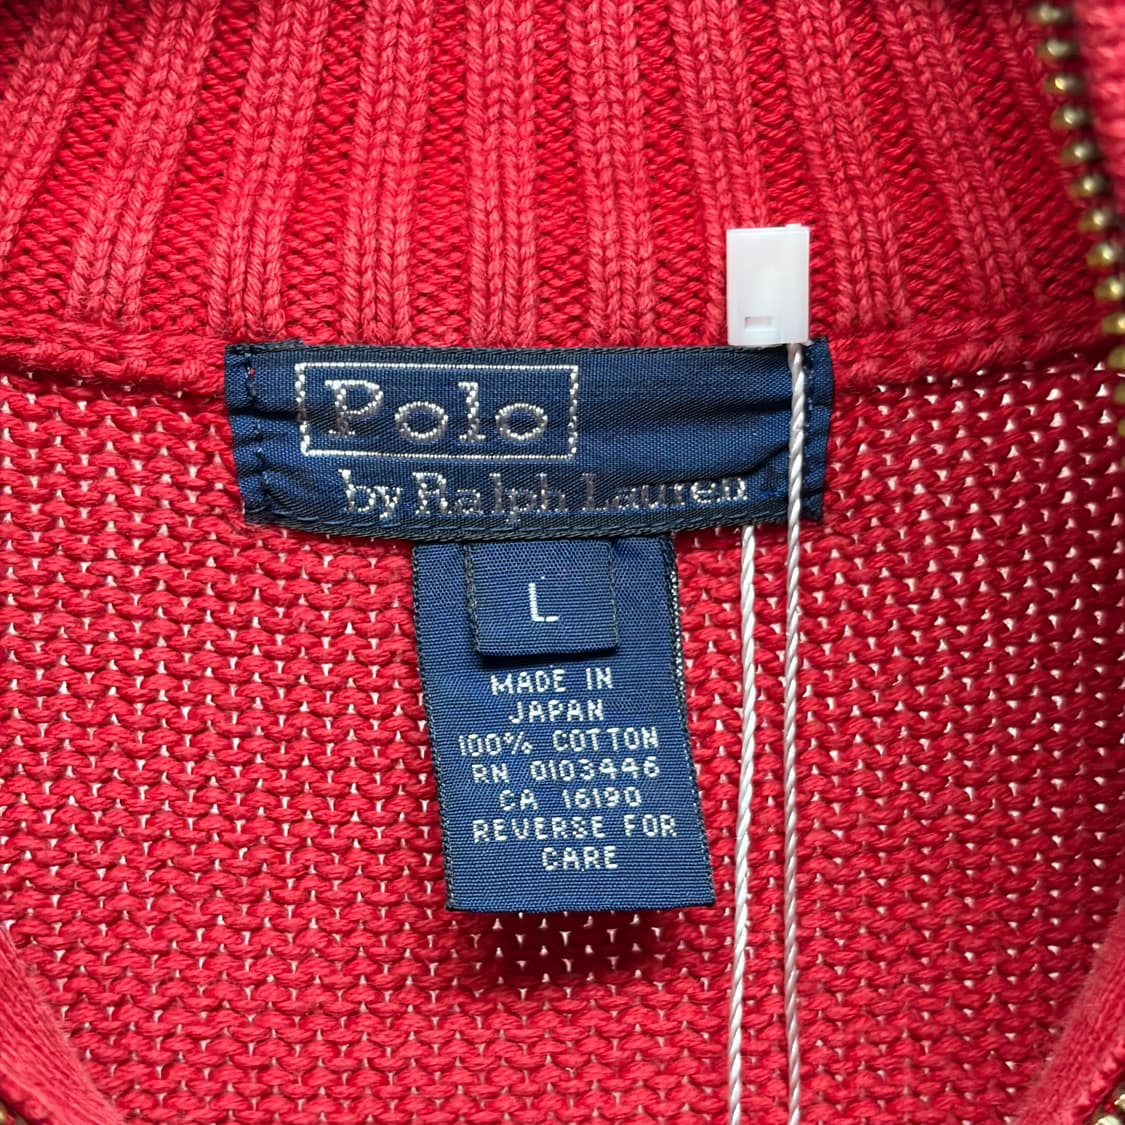 Polo
by Ralph Lauren
L
MADE IN
JAPAN
100% COTTON
RN 0103446
CA 16190
REVERSE FOR
CARE